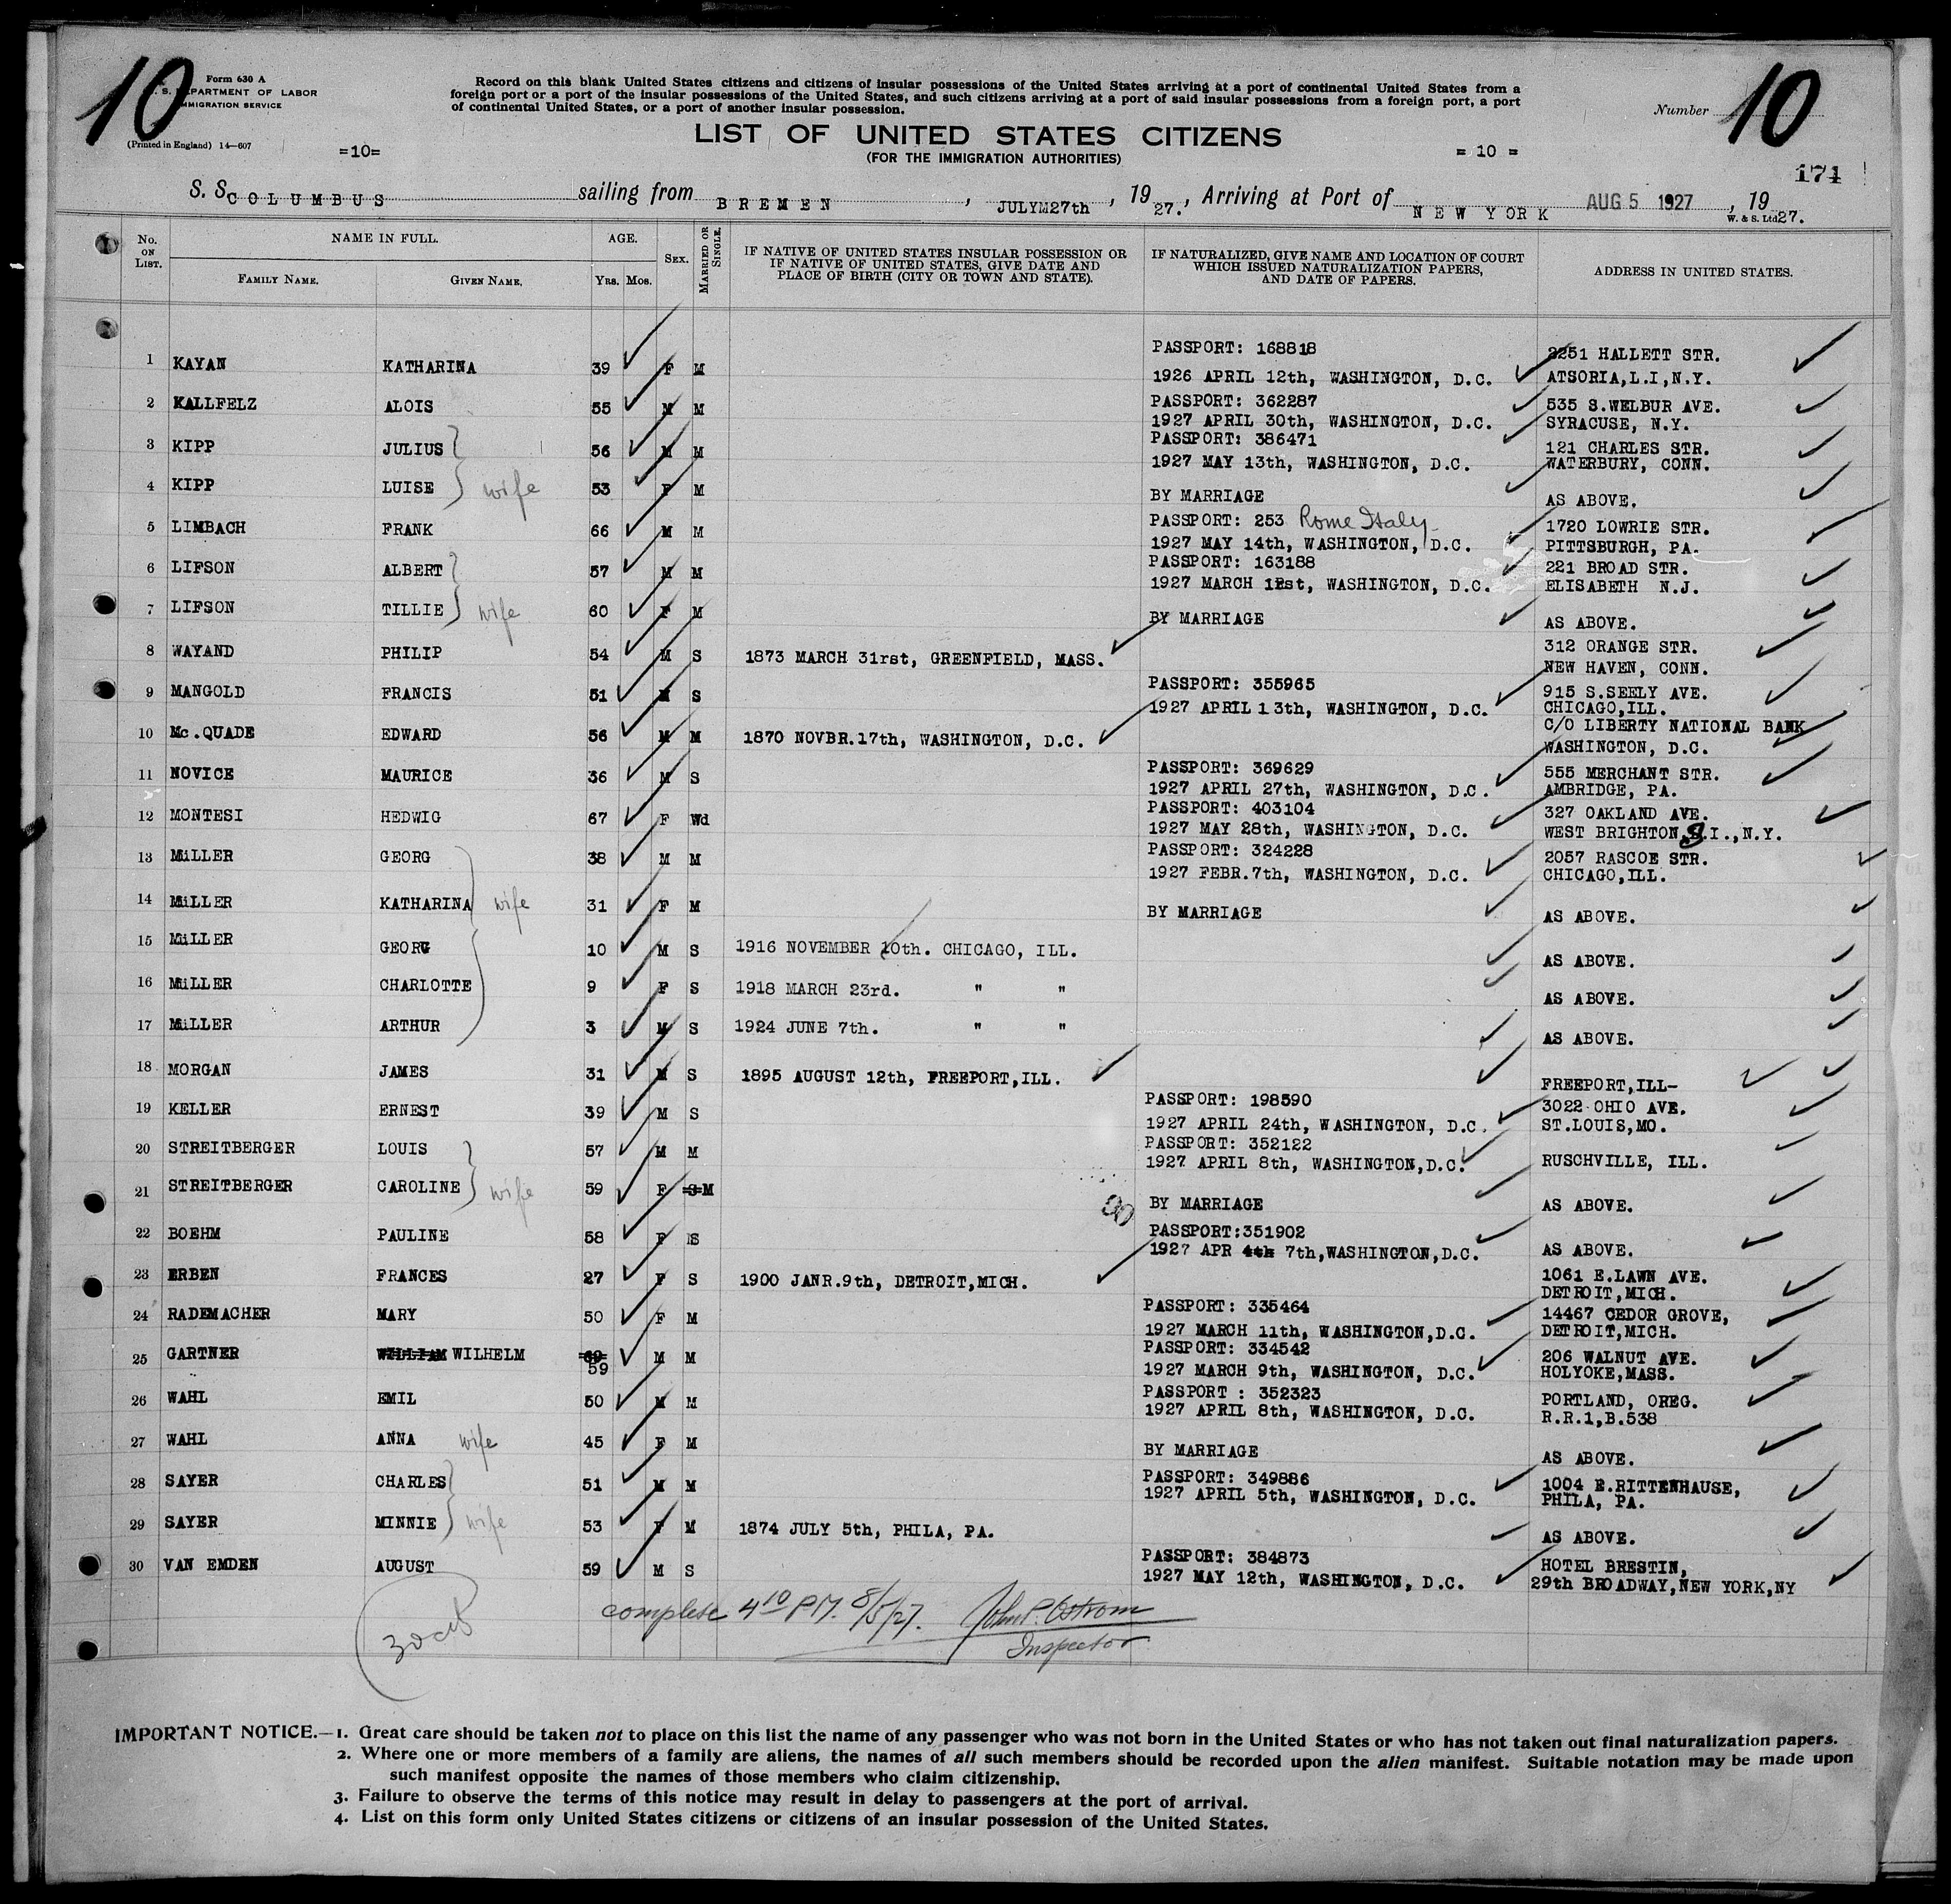 10
Form 630 A
U. S. DEPARTMENT OF LABOR
IMMIGRATION SERVICE
(Printed in England) 14—607
=10=
Record on this blank United States citizens and citizens of insular possessions of the United States arriving at a port of continental United States from a
foreign port or a port of the insular possessions of the United States, and such citizens arriving at a port of said insular possessions from a foreign port, a port
of continental United States, or a port of another insular possession.
LIST OF UNITED STATES CITIZENS
(FOR THE IMMIGRATION AUTHORITIES)
Number 10
= 10 =
174
S. S. COLUMBUS sailing from BREMEN, JULYM27th, 1927., Arriving at Port of NEW YORK AUG 5 1927, 1927.
W. & S. Ltd
No. ON LIST. NAME IN FULL. FAMILY NAME. GIVEN NAME. AGE. YRS. MOS. SEX. MARRIED OR SINGLE. IF NATIVE OF UNITED STATES INSULAR POSSESSION OR IF NATIVE OF UNITED STATES, GIVE DATE AND PLACE OF BIRTH (CITY OR TOWN AND STATE). IF NATURALIZED, GIVE NAME AND LOCATION OF COURT WHICH ISSUED NATURALIZATION PAPERS, AND DATE OF PAPERS. ADDRESS IN UNITED STATES.
1 KAYAN KATHARINA 39 F M PASSPORT: 168818 2251 HALLETT STR.
1926 APRIL 12th, WASHINGTON, D.C. ATSORIA,L.I,N.Y.
2 KALLFELZ ALOIS 55 M M PASSPORT: 362287 535 S.WELBUR AVE.
1927 APRIL 30th, WASHINGTON, D.C. SYRACUSE, N.Y.
3 KIPP JULIUS 56 M M PASSPORT: 386471 121 CHARLES STR.
1927 MAY 13th, WASHINGTON, D.C. WATERBURY, CONN.
4 KIPP LUISE wife 53 F M BY MARRIAGE AS ABOVE.
5 LIMBACH FRANK 66 M M PASSPORT: 253 Rome Italy 1720 LOWRIE STR.
1927 MAY 14th, WASHINGTON, D.C. PITTSBURGH, PA.
6 LIFSON ALBERT 57 M M PASSPORT: 163188 221 BROAD STR.
1927 MARCH 1st, WASHINGTON, D.C. ELISABETH N.J.
7 LIFSON TILLIE wife 60 F M BY MARRIAGE AS ABOVE.
8 WAYAND PHILIP 54 M S 1873 MARCH 31rst, GREENFIELD, MASS. 312 ORANGE STR.
NEW HAVEN, CONN.
9 MANGOLD FRANCIS 51 M S PASSPORT: 355965 915 S.SEELY AVE.
1927 APRIL 13th, WASHINGTON, D.C. CHICAGO,ILL.
10 Mc.QUADE EDWARD 56 M M 1870 NOVBR.17th, WASHINGTON, D.C. C/O LIBERTY NATIONAL BANK
WASHINGTON, D.C.
11 NOVICE MAURICE 36 M S PASSPORT: 369629 555 MERCHANT STR.
1927 APRIL 27th, WASHINGTON, D.C. AMBRIDGE, PA.
12 MONTESI HEDWIG 67 F Wd PASSPORT: 403104 327 OAKLAND AVE.
1927 MAY 28th, WASHINGTON, D.C. WEST BRIGHTON,S.I.,N.Y.
13 MiLLER GEORG 38 M M PASSPORT: 324228 2057 RASCOE STR.
1927 FEBR.7th, WASHINGTON, D.C. CHICAGO,ILL.
14 MiLLER KATHARINA wife 31 F M BY MARRIAGE AS ABOVE.
15 MiLLER GEORG 10 M S 1916 NOVEMBER 10th. CHICAGO, ILL. AS ABOVE.
16 MiLLER CHARLOTTE 9 F S 1918 MARCH 23rd. " " AS ABOVE.
17 MiLLER ARTHUR 3 M S 1924 JUNE 7th. " " AS ABOVE.
18 MORGAN JAMES 31 M S 1895 AUGUST 12th, FREEPORT,ILL. FREEPORT,ILL-
19 KELLER ERNEST 39 M S PASSPORT: 198590 3022 OHIO AVE.
1927 APRIL 24th, WASHINGTON, D.C. ST.LOUIS,MO.
20 STREITBERGER LOUIS 57 M M PASSPORT: 352122
1927 APRIL 8th, WASHINGTON,D.C. RUSCHVILLE, ILL.
21 STREITBERGER CAROLINE wife 59 F S M BY MARRIAGE AS ABOVE.
22 BOEHM PAULINE 58 F S PASSPORT:351902
1927 APR 4th 7th,WASHINGTON,D.C. AS ABOVE.
23 ERBEN FRANCES 27 F S 1900 JANR.9th, DETROIT,MICH. 1061 E.LAWN AVE.
DETROIT,MICH.
24 RADEMACHER MARY 50 F M PASSPORT: 335464 14467 CEDOR GROVE,
1927 MARCH 11th, WASHINGTON,D.C. DETROIT,MICH.
25 GARTNER WILLIAM WILHELM 69 M M PASSPORT: 334542 206 WALNUT AVE.
59 1927 MARCH 9th, WASHINGTON, D.C. HOLYOKE,MASS.
26 WAHL EMIL 50 M M PASSPORT : 352323 PORTLAND, OREG.
1927 APRIL 8th, WASHINGTON, D.C. R.R.1,B.538
27 WAHL ANNA wife 45 F M BY MARRIAGE AS ABOVE.
28 SAYER CHARLES 51 M M PASSPORT: 349886 1004 E.RITTENHAUSE,
1927 APRIL 5th, WASHINGTON, D.C. PHILA, PA.
29 SAYER MINNIE wife 53 F M 1874 JULY 5th, PHILA, PA. AS ABOVE.
30 VAN EMDEN AUGUST 59 M S PASSPORT: 384873 HOTEL BRESTIN,
1927 MAY 12th, WASHINGTON, D.C. 29th BROADWAY,NEW YORK,NY
complete 4 10 P.M. 8/5/27. John P. Ostrom
Inspector
IMPORTANT NOTICE.—1. Great care should be taken not to place on this list the name of any passenger who was not born in the United States or who has not taken out final naturalization papers.
2. Where one or more members of a family are aliens, the names of all such members should be recorded upon the alien manifest. Suitable notation may be made upon
such manifest opposite the names of those members who claim citizenship.
3. Failure to observe the terms of this notice may result in delay to passengers at the port of arrival.
4. List on this form only United States citizens or citizens of an insular possession of the United States.